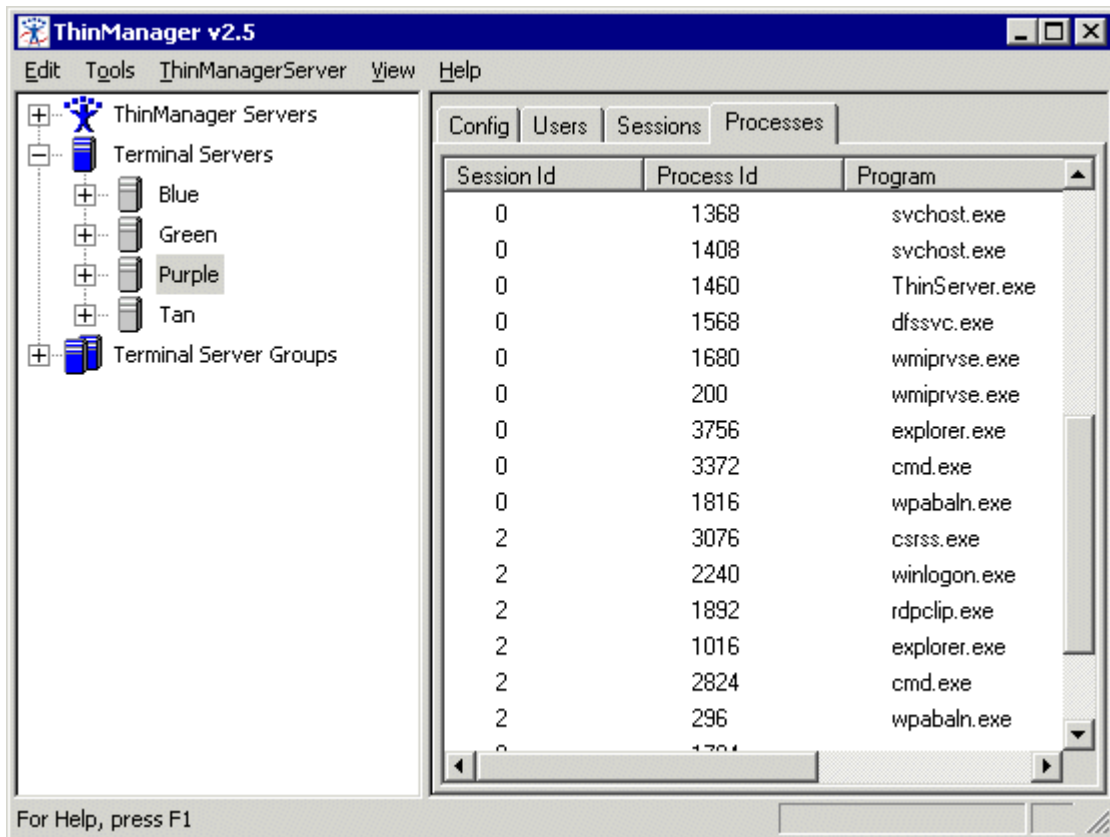 ThinManager v2.5
Edit Tools ThinManagerServer View Help
ThinManager Servers
Terminal Servers
Blue
Green
Purple
Tan
Terminal Server Groups
Config Users Sessions Processes
Session Id Process Id Program
0 1368 svchost.exe
0 1408 svchost.exe
0 1460 ThinServer.exe
0 1568 dfssvc.exe
0 1680 wmiprvse.exe
0 200 wmiprvse.exe
0 3756 explorer.exe
0 3372 cmd.exe
0 1816 wpabaln.exe
2 3076 csrss.exe
2 2240 winlogon.exe
2 1892 rdpclip.exe
2 1016 explorer.exe
2 2824 cmd.exe
2 296 wpabaln.exe
For Help, press F1